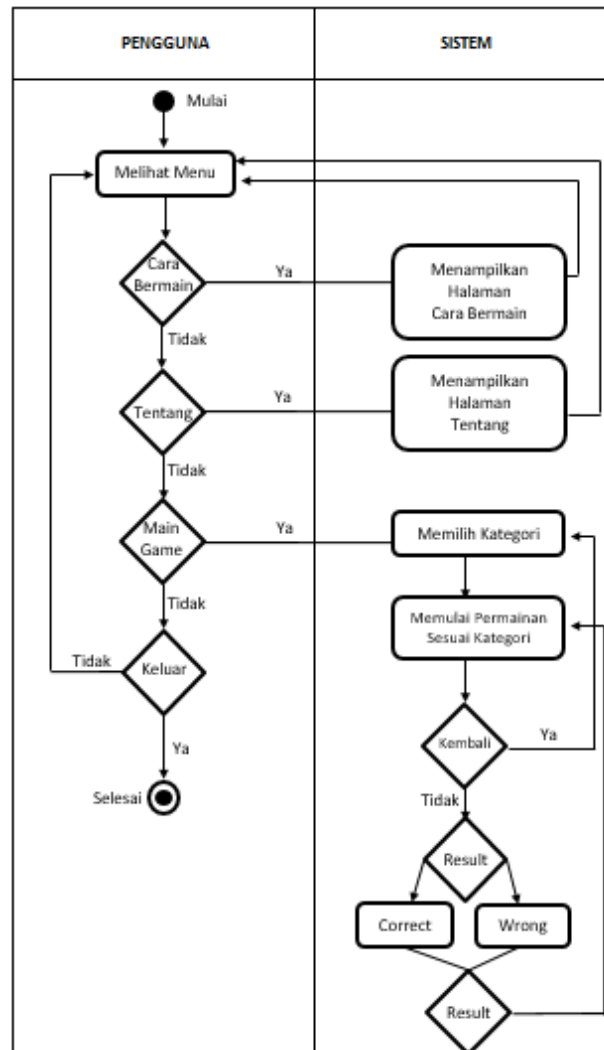 PENGGUNA
SISTEM
Mulai
Melihat Menu
Cara
Bermain
Ya
Menampilkan
Halaman
Cara Bermain
Tidak
Tentang
Ya
Menampilkan
Halaman
Tentang
Tidak
Main
Game
Ya
Memilih Kategori
Tidak
Memulai Permainan
Sesuai Kategori
Tidak
Keluar
Ya
Kembali
Ya
Selesai
Tidak
Result
Correct
Wrong
Result